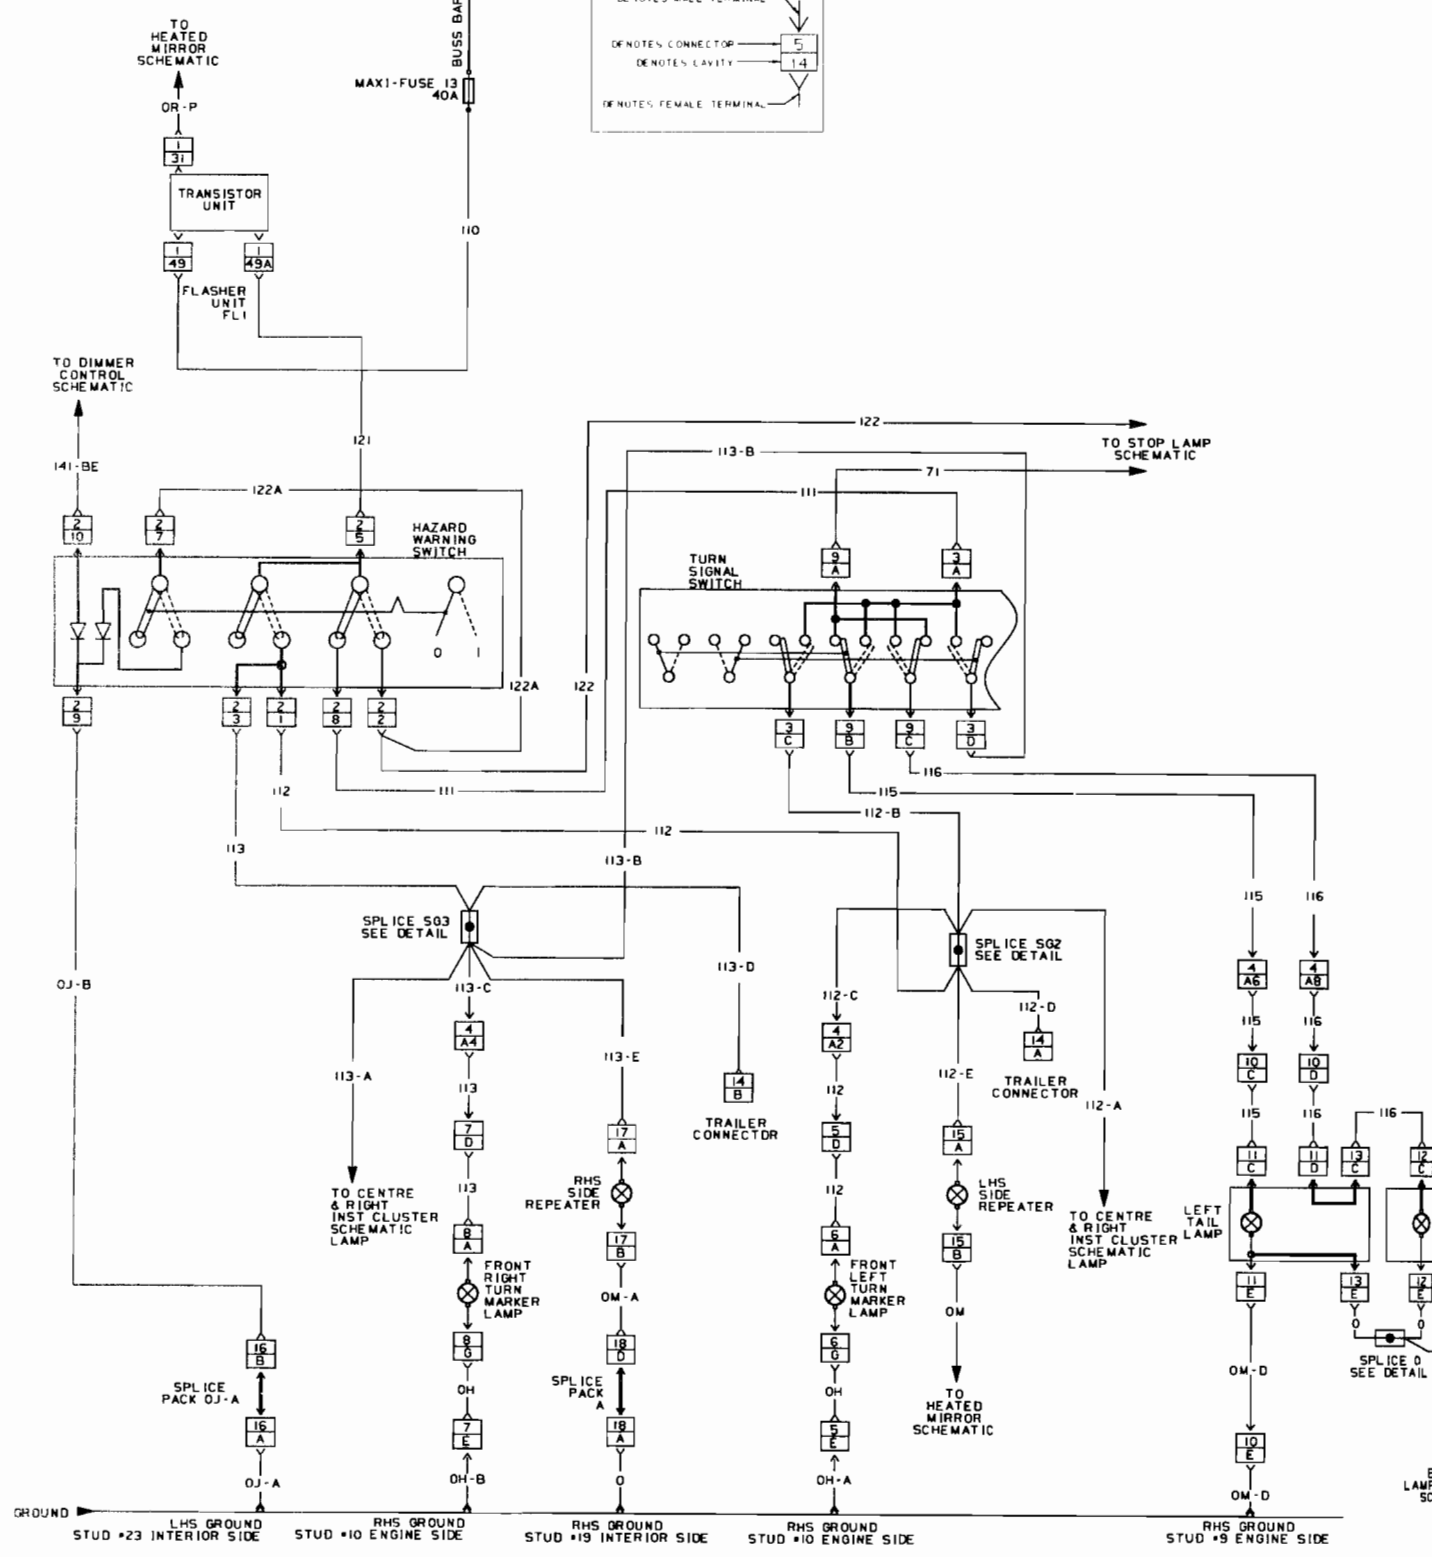 TO
HEATED
MIRROR
SCHEMATIC
OR-P
1
31
TRANSISTOR
UNIT
1
49
1
49A
FLASHER
UNIT
FL1
BUSS BAR
MAXI-FUSE 13
40A
110
DENOTES MALE TERMINAL
DENOTES CONNECTOR
5
DENOTES CAVITY
14
DENOTES FEMALE TERMINAL
TO DIMMER
CONTROL
SCHEMATIC
141-BE
121
122A
122
113-B
71
111
TO STOP LAMP
SCHEMATIC
2
10
2
7
2
5
HAZARD
WARNING
SWITCH
0
1
TURN
SIGNAL
SWITCH
9
A
3
A
122A
122
2
9
2
3
2
1
2
8
2
2
3
C
9
B
9
C
3
D
116
115
112-B
111
112
112
113
113-B
115
116
SPLICE SG3
SEE DETAIL
SPLICE SG2
SEE DETAIL
OJ-B
113-C
113-D
112-C
112-D
4
A6
4
A8
4
A4
4
A2
14
A
115
116
113-E
113-A
113
14
B
112
112-E
TRAILER
CONNECTOR
112-A
10
C
10
D
115
116
116
TRAILER
CONNECTOR
7
D
17
A
5
D
15
A
11
C
11
D
13
C
12
C
TO CENTRE
& RIGHT
INST CLUSTER
SCHEMATIC
LAMP
113
RHS
SIDE
REPEATER
112
LHS
SIDE
REPEATER
TO CENTRE
& RIGHT
INST CLUSTER
SCHEMATIC
LAMP
LEFT
TAIL
LAMP
8
A
17
B
6
A
15
B
FRONT
RIGHT
TURN
MARKER
LAMP
OM-A
FRONT
LEFT
TURN
MARKER
LAMP
OM
11
E
13
E
12
E
O
O
SPLICE O
SEE DETAIL
16
B
8
G
18
D
6
G
SPLICE
PACK OJ-A
OH
SPLICE
PACK
A
OH
TO
HEATED
MIRROR
SCHEMATIC
OM-D
16
A
7
E
18
A
5
E
10
E
OJ-A
OH-B
O
OH-A
OM-D
LAMP
GROUND
LHS GROUND
STUD #23 INTERIOR SIDE
RHS GROUND
STUD #10 ENGINE SIDE
RHS GROUND
STUD #19 INTERIOR SIDE
RHS GROUND
STUD #10 ENGINE SIDE
RHS GROUND
STUD #9 ENGINE SIDE